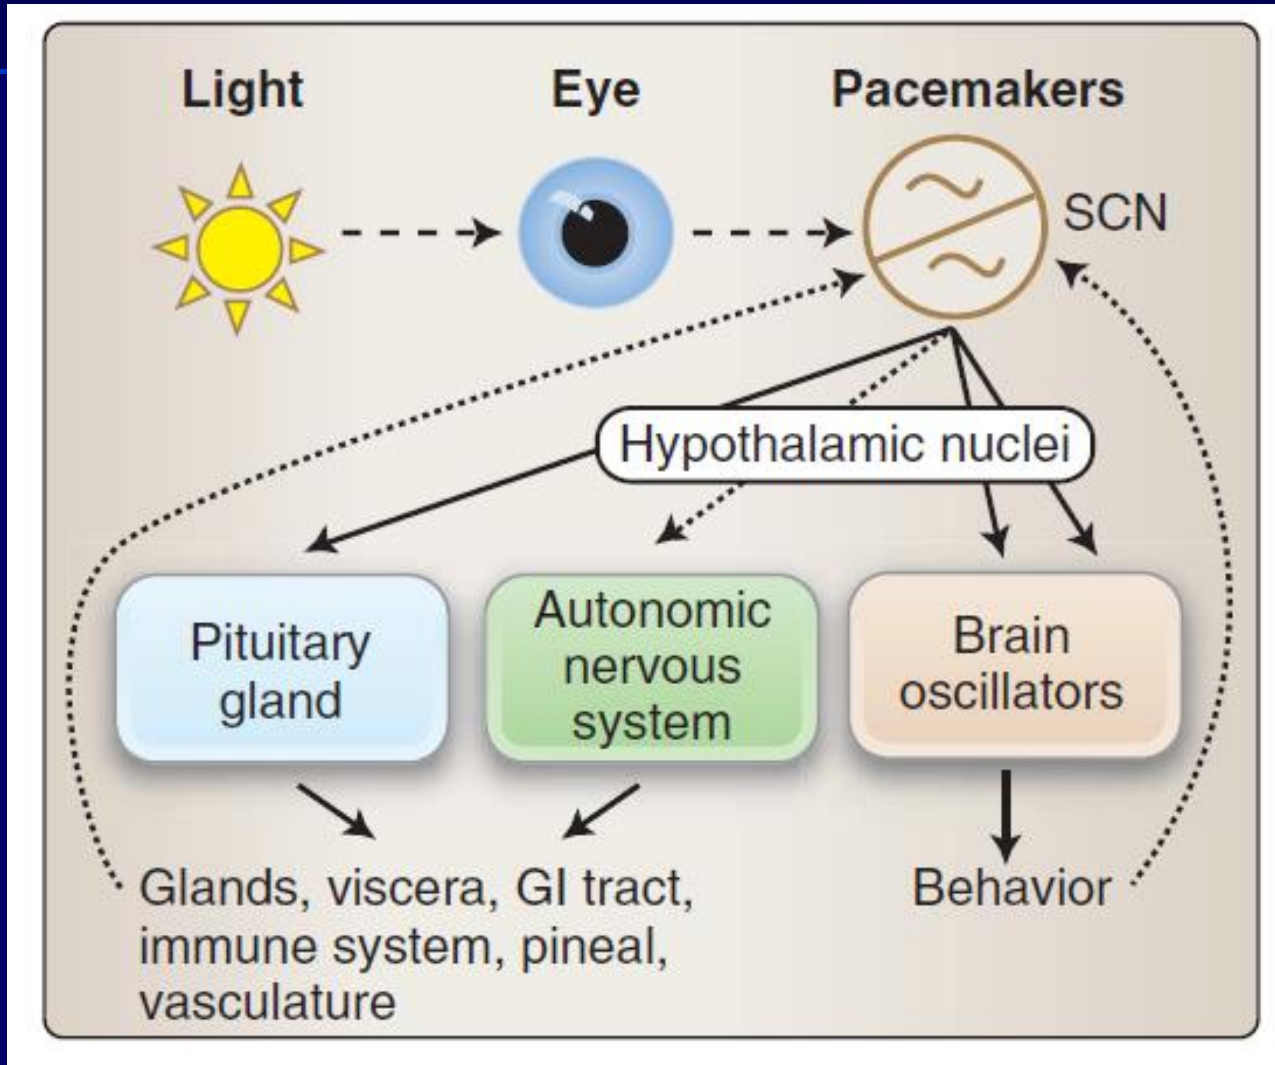 Light
Eye
Pacemakers
SCN
Hypothalamic nuclei
Pituitary
gland
Autonomic
nervous
system
Brain
oscillators
Glands, viscera, GI tract,
immune system, pineal,
vasculature
Behavior